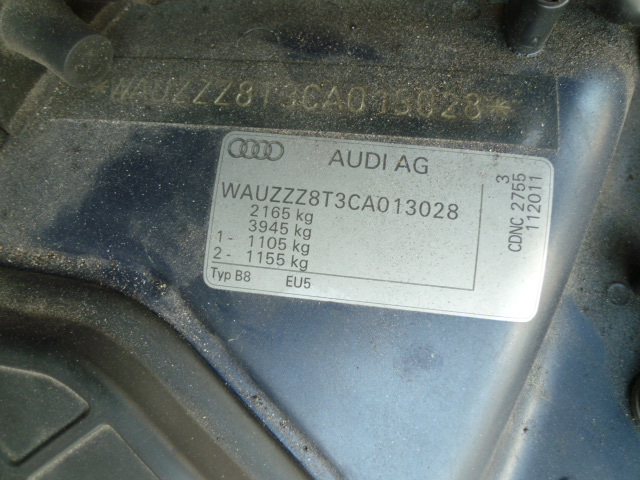 *WAUZZZ8T3CA013028*
AUDI AG
WAUZZZ8T3CA013028
2165 kg
3945 kg
1 - 1105 kg
2 - 1155 kg
Typ B8 EU5
3
CDNC 2755
112011